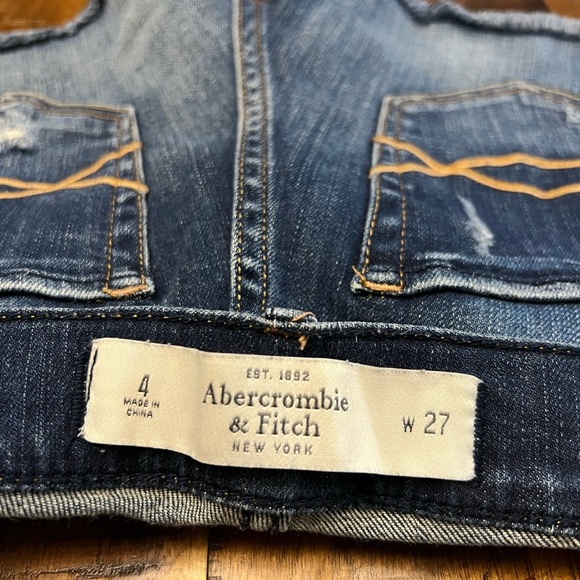 4
MADE IN
CHINA
EST. 1892
Abercrombie
& Fitch
NEW YORK
W 27